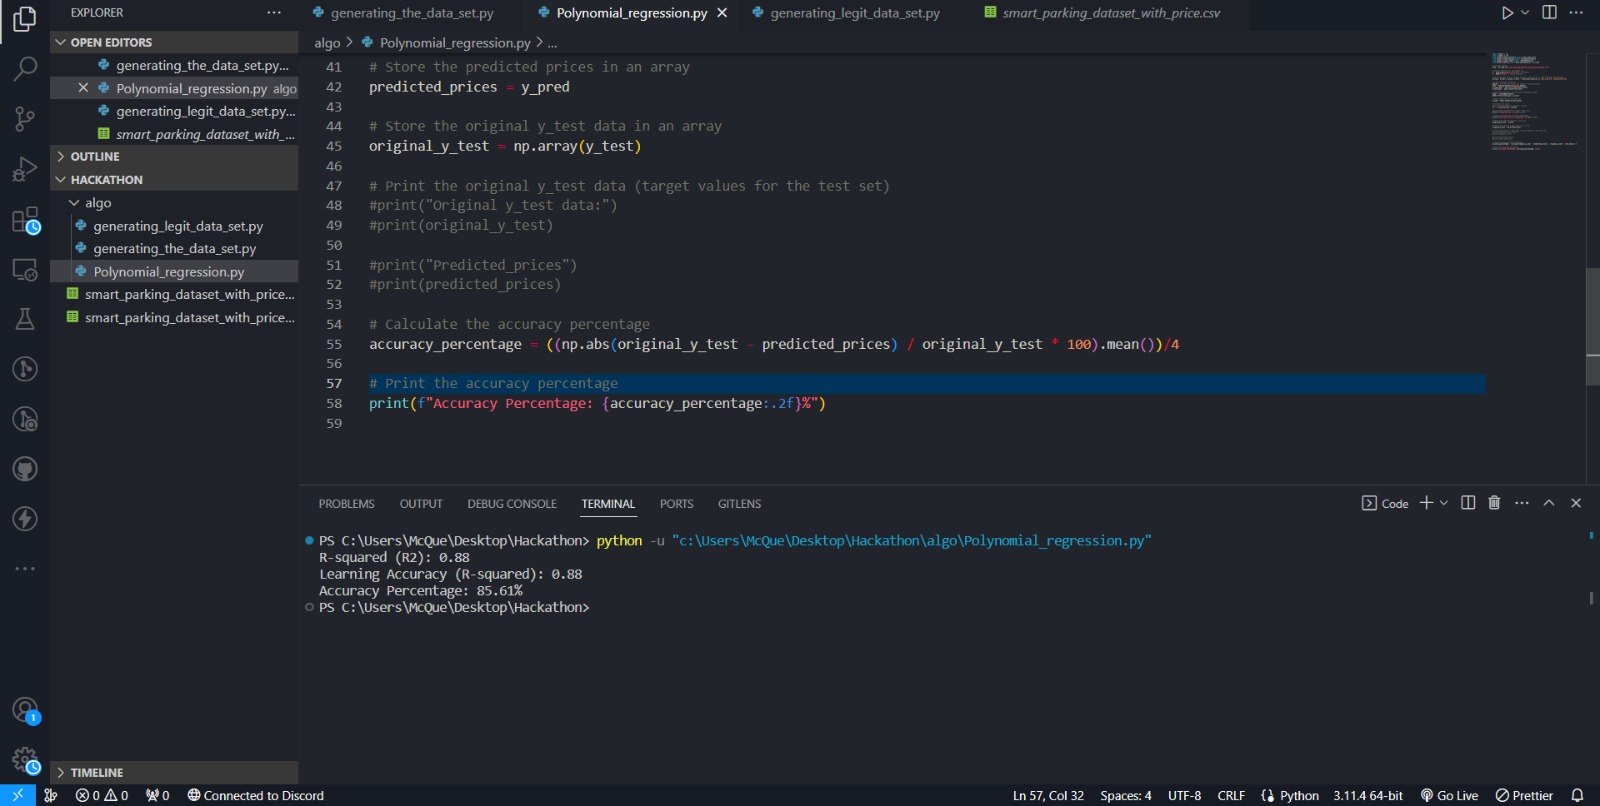 EXPLORER
···
generating_the_data_set.py
Polynomial_regression.py
generating_legit_data_set.py
smart_parking_dataset_with_price.csv
OPEN EDITORS
generating_the_data_set.py...
Polynomial_regression.py algo
generating_legit_data_set.py...
smart_parking_dataset_with_...
OUTLINE
HACKATHON
algo
generating_legit_data_set.py
generating_the_data_set.py
Polynomial_regression.py
smart_parking_dataset_with_price...
smart_parking_dataset_with_price...
TIMELINE
algo > Polynomial_regression.py > ...
41 # Store the predicted prices in an array
42 predicted_prices = y_pred
43
44 # Store the original y_test data in an array
45 original_y_test = np.array(y_test)
46
47 # Print the original y_test data (target values for the test set)
48 #print("Original y_test data:")
49 #print(original_y_test)
50
51 #print("Predicted_prices")
52 #print(predicted_prices)
53
54 # Calculate the accuracy percentage
55 accuracy_percentage = ((np.abs(original_y_test - predicted_prices) / original_y_test * 100).mean())/4
56
57 # Print the accuracy percentage
58 print(f"Accuracy Percentage: {accuracy_percentage:.2f}%")
59
PROBLEMS OUTPUT DEBUG CONSOLE TERMINAL PORTS GITLENS
Code
PS C:\Users\McQue\Desktop\Hackathon> python -u "c:\Users\McQue\Desktop\Hackathon\algo\Polynomial_regression.py"
R-squared (R2): 0.88
Learning Accuracy (R-squared): 0.88
Accuracy Percentage: 85.61%
PS C:\Users\McQue\Desktop\Hackathon>
1
0 0 0 Connected to Discord
Ln 57, Col 32 Spaces: 4 UTF-8 CRLF Python 3.11.4 64-bit Go Live Prettier